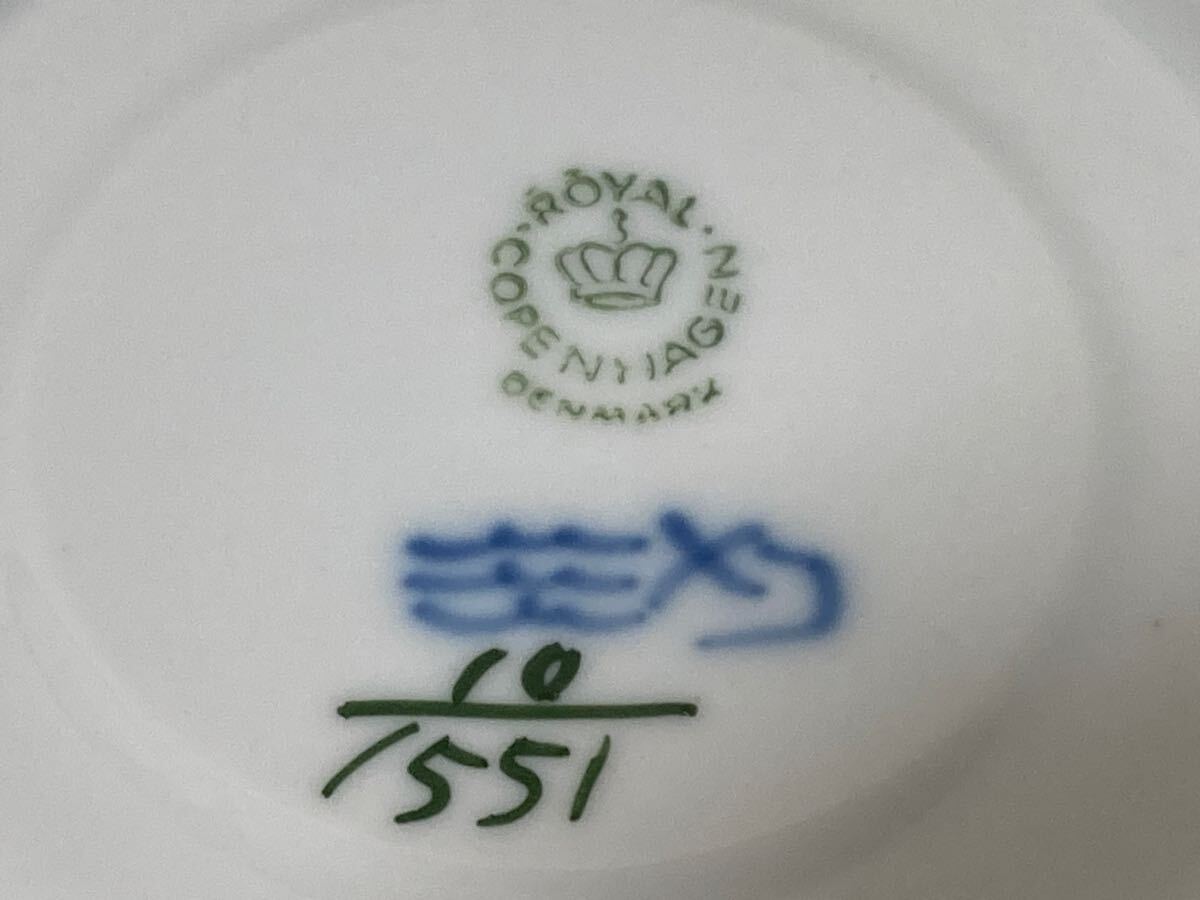 ROYAL
COPENHAGEN
DENMARK
10
1551